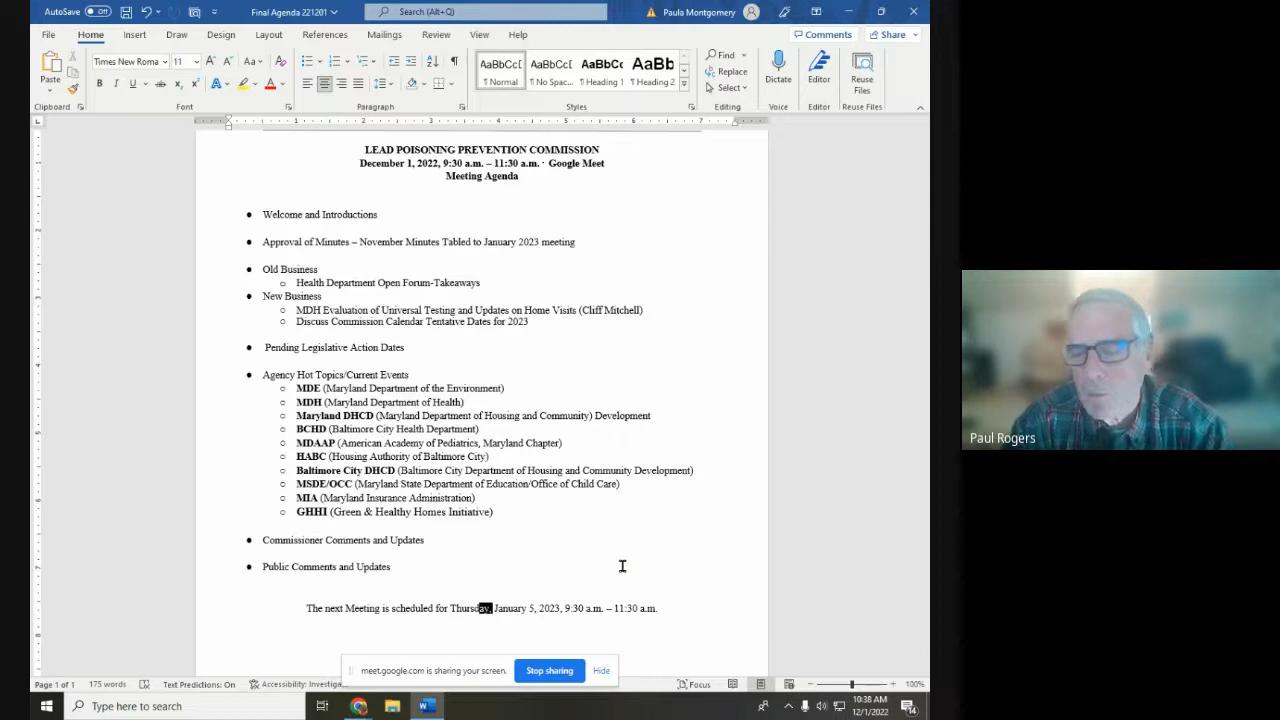 AutoSave Off Final Agenda 221201 Search (Alt+Q) Paula Montgomery
File Home Insert Draw Design Layout References Mailings Review View Help Comments Share
Times New Roma 11 Aa
Paste
B I U ab x A A
AaBbCcD AaBbCcD AaBbCc AaBb
¶ Normal ¶ No Spac... ¶ Heading 1 ¶ Heading 2
Find
Replace
Select
Dictate
Editor
Reuse
Files
Clipboard Font Paragraph Styles Editing Voice Editor Reuse Files
LEAD POISONING PREVENTION COMMISSION
December 1, 2022, 9:30 a.m. – 11:30 a.m. · Google Meet
Meeting Agenda
● Welcome and Introductions
● Approval of Minutes – November Minutes Tabled to January 2023 meeting
● Old Business
○ Health Department Open Forum-Takeaways
● New Business
○ MDH Evaluation of Universal Testing and Updates on Home Visits (Cliff Mitchell)
○ Discuss Commission Calendar Tentative Dates for 2023
● Pending Legislative Action Dates
● Agency Hot Topics/Current Events
○ MDE (Maryland Department of the Environment)
○ MDH (Maryland Department of Health)
○ Maryland DHCD (Maryland Department of Housing and Community) Development
○ BCHD (Baltimore City Health Department)
○ MDAAP (American Academy of Pediatrics, Maryland Chapter)
○ HABC (Housing Authority of Baltimore City)
○ Baltimore City DHCD (Baltimore City Department of Housing and Community Development)
○ MSDE/OCC (Maryland State Department of Education/Office of Child Care)
○ MIA (Maryland Insurance Administration)
○ GHHI (Green & Healthy Homes Initiative)
● Commissioner Comments and Updates
● Public Comments and Updates
The next Meeting is scheduled for Thursday, January 5, 2023, 9:30 a.m. – 11:30 a.m.
Paul Rogers
meet.google.com is sharing your screen. Stop sharing Hide
Page 1 of 1 175 words Text Predictions: On Accessibility: Investiga Focus 100%
Type here to search
10:38 AM
12/1/2022
14